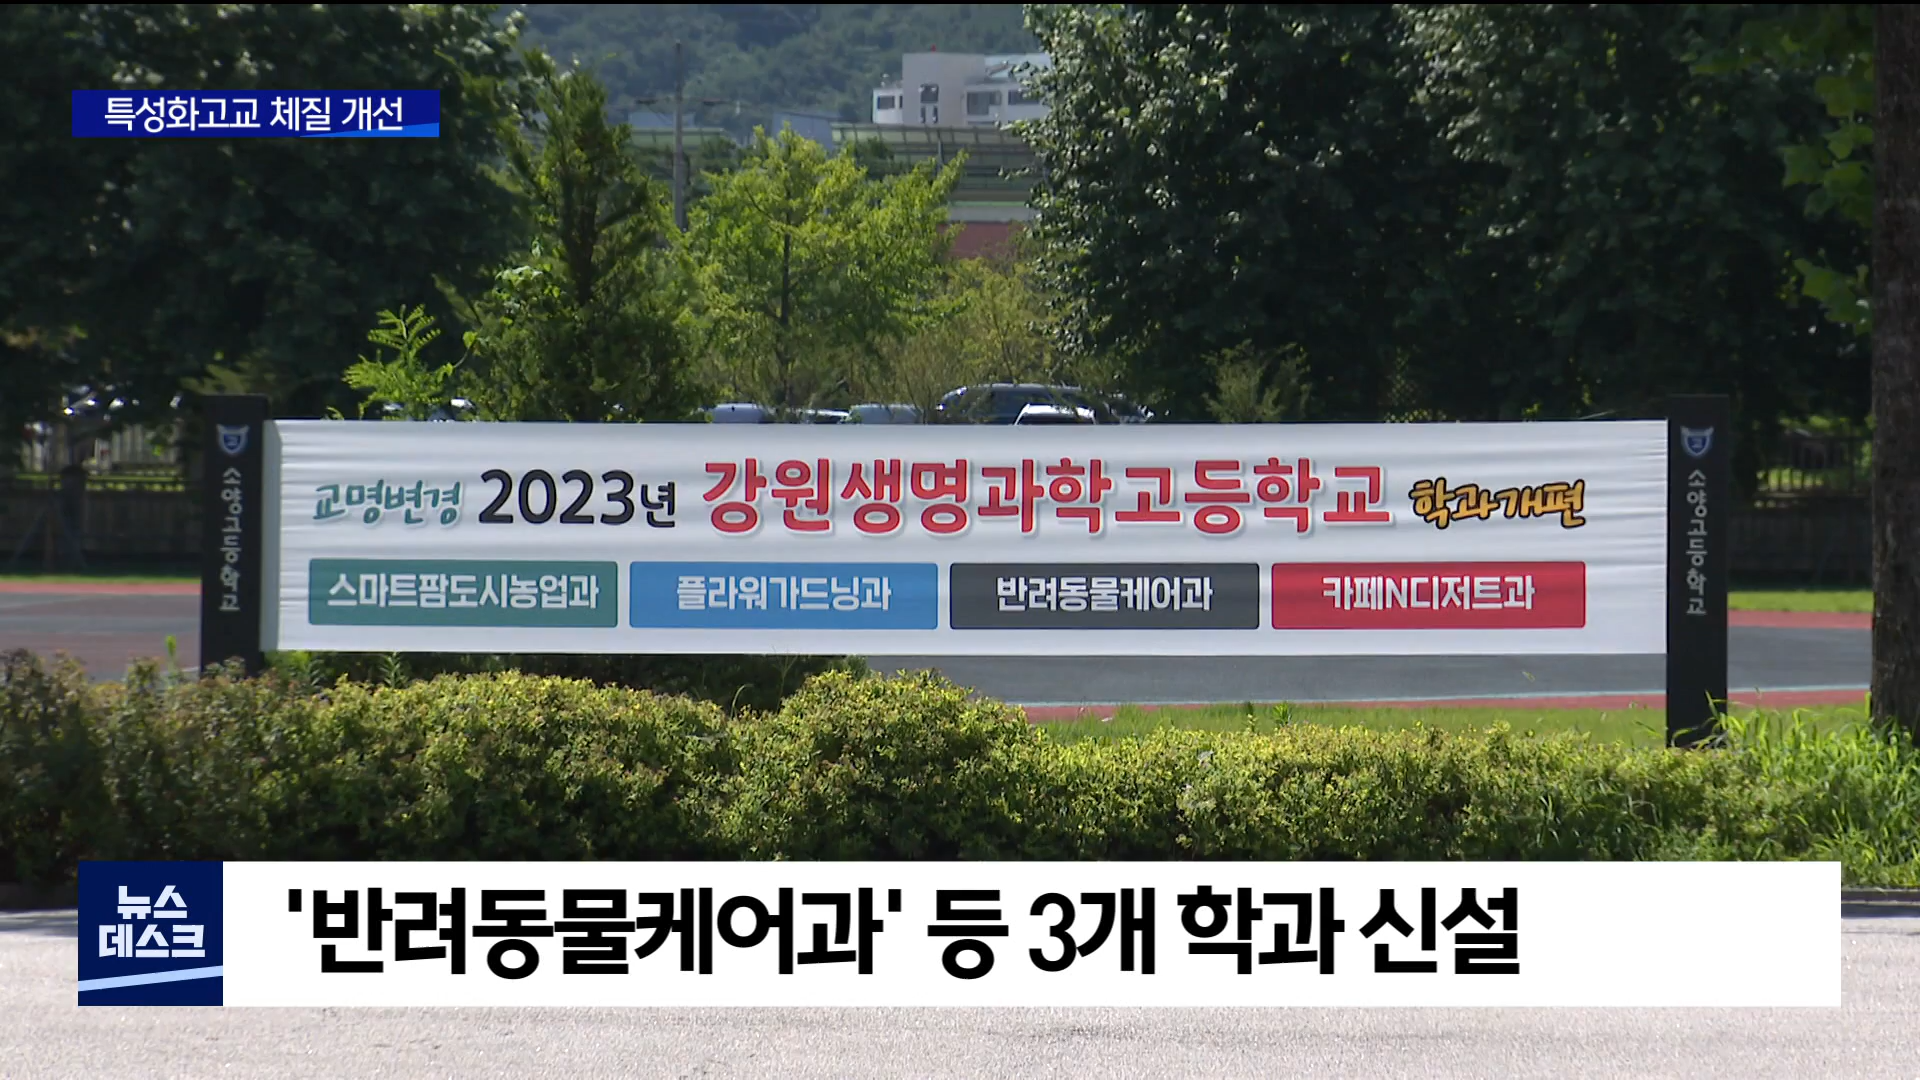 특성화고교 체질 개선
소양고등학교
교명변경 2023년 강원생명과학고등학교 학과개편
스마트팜도시농업과 플라워가드닝과 반려동물케어과 카페N디저트과
소양고등학교
뉴스
데스크
'반려동물케어과' 등 3개 학과 신설